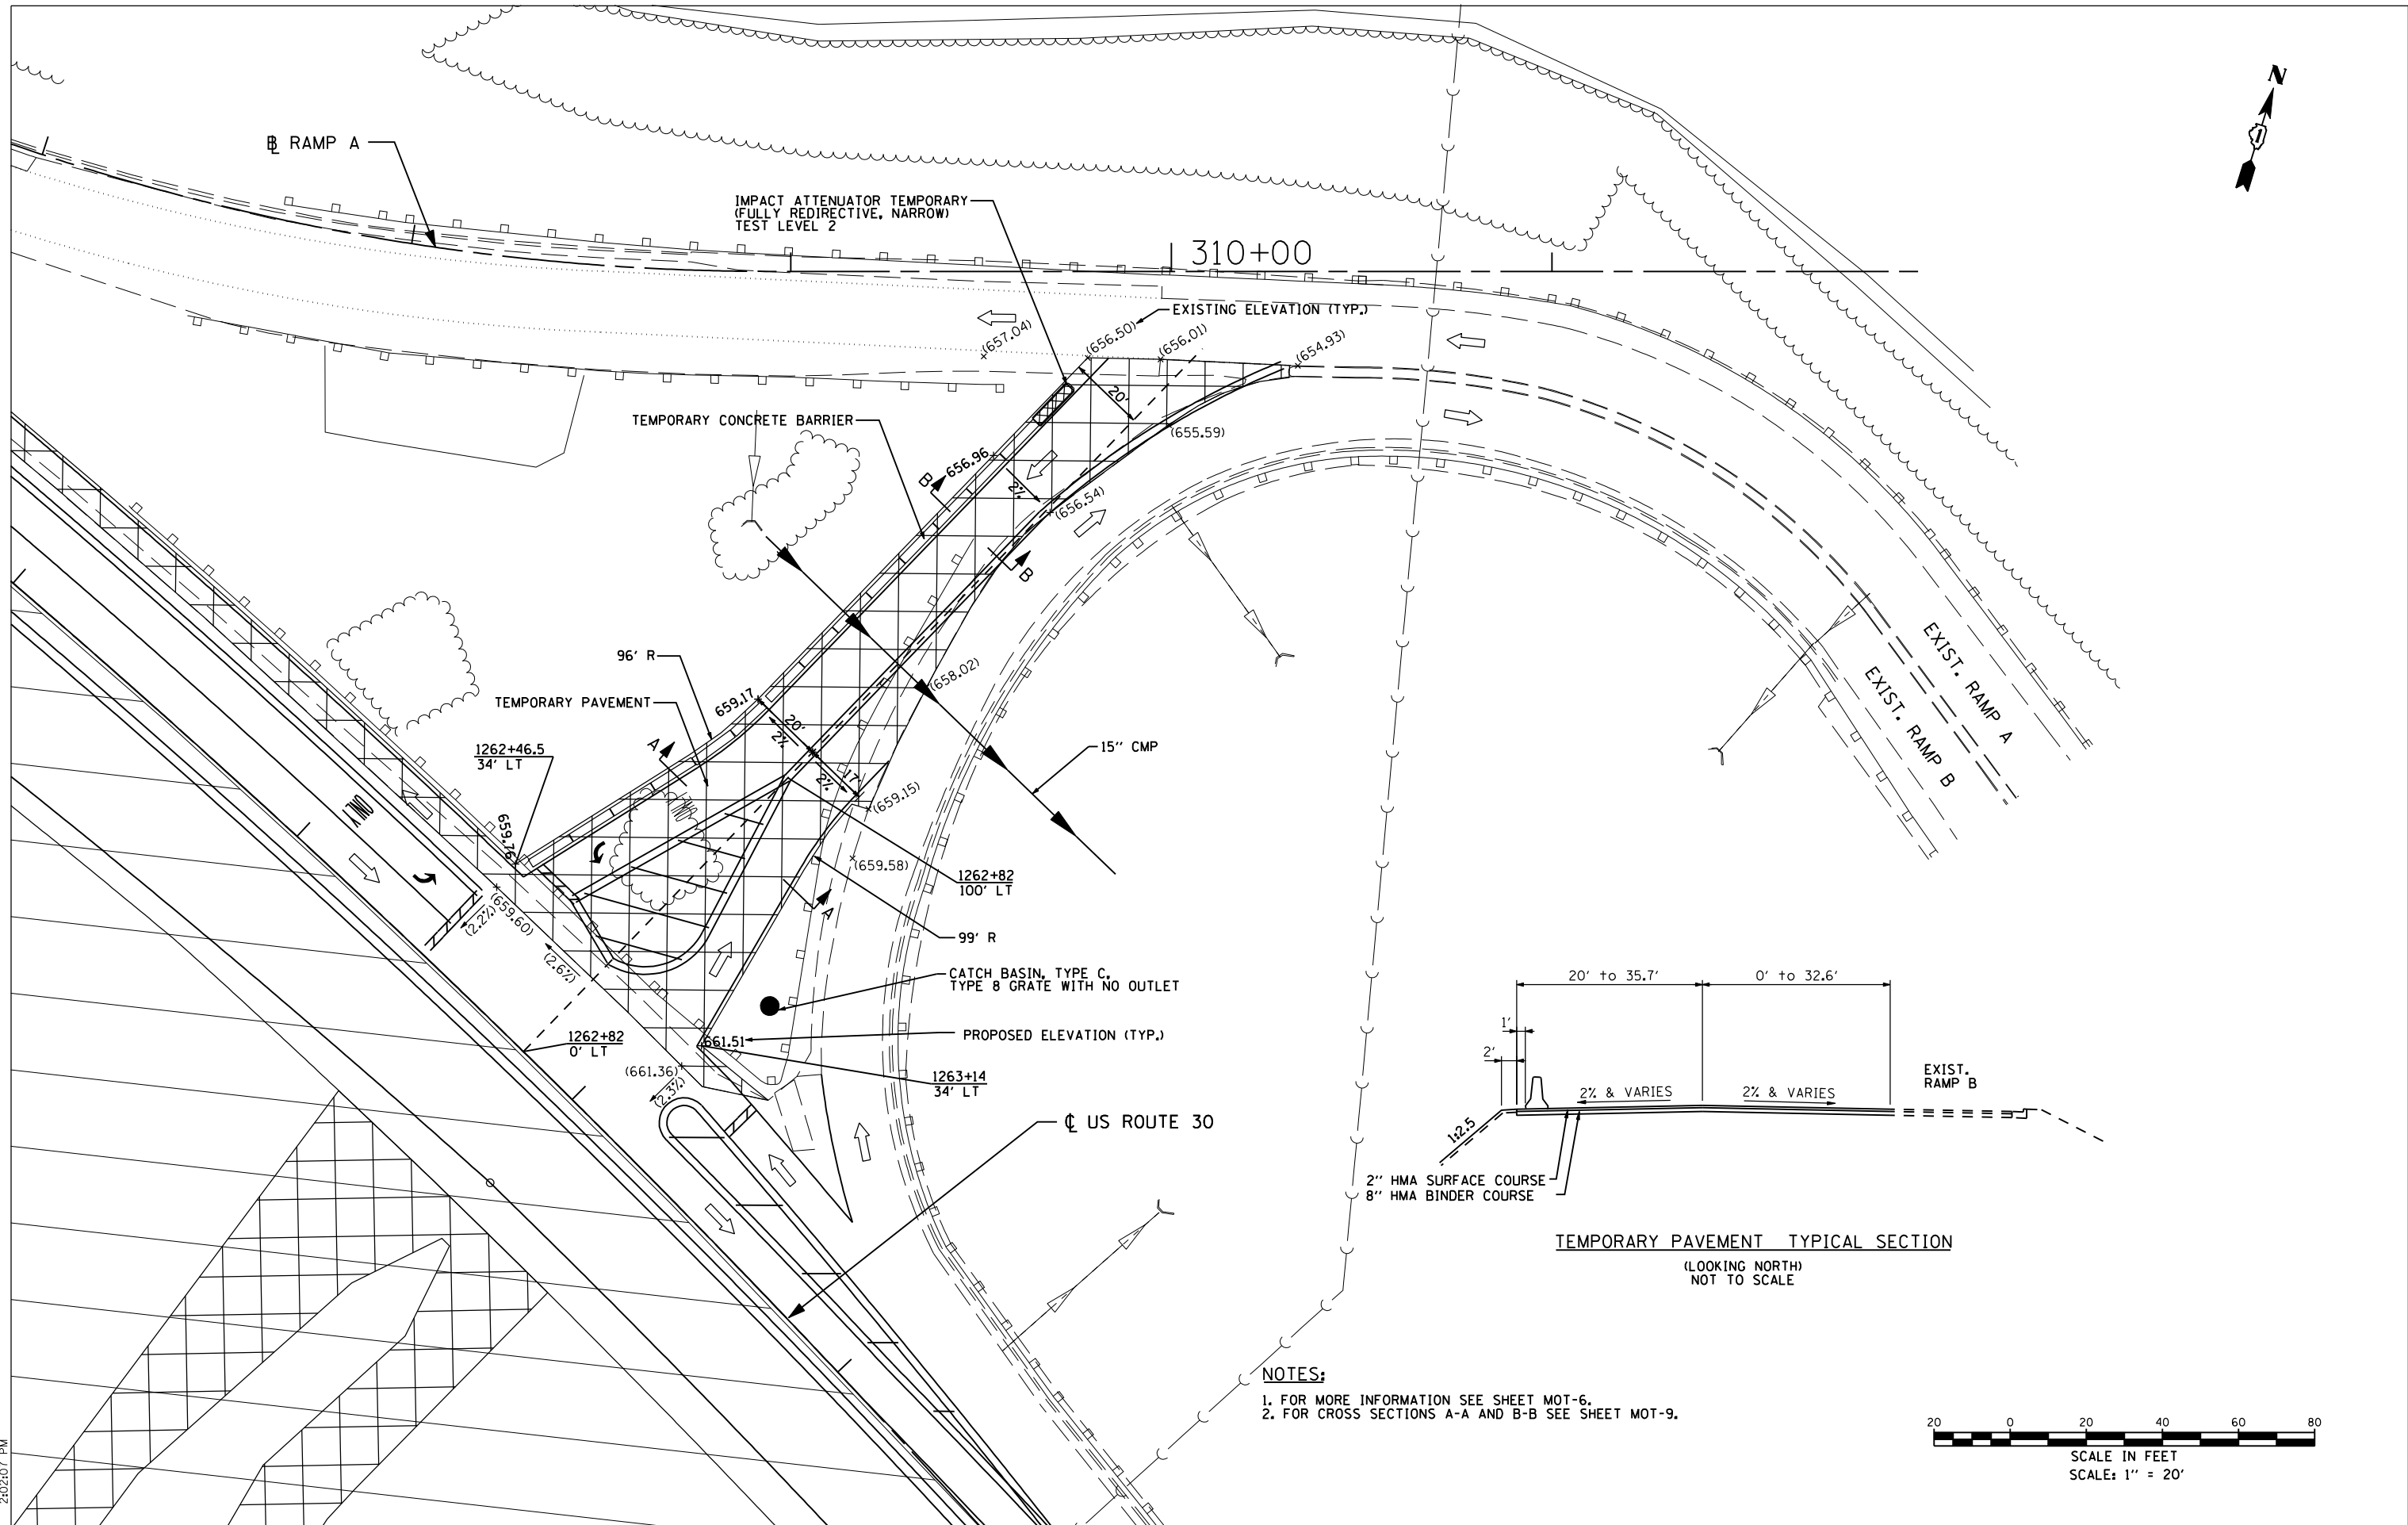 N
1
℄ RAMP A
IMPACT ATTENUATOR TEMPORARY
(FULLY REDIRECTIVE, NARROW)
TEST LEVEL 2
310+00
EXISTING ELEVATION (TYP.)
(657.04)
(656.50)
(656.01)
(654.93)
20'
TEMPORARY CONCRETE BARRIER
(655.59)
656.96
B
2%
(656.54)
B
96' R
(658.02)
EXIST. RAMP A
EXIST. RAMP B
TEMPORARY PAVEMENT
659.17
20'
2%
A
1262+46.5
34' LT
15" CMP
17'
2%
(659.15)
ONLY
659.76
(659.58)
1262+82
100' LT
A
(659.60)
(2.2%)
99' R
(2.6%)
CATCH BASIN, TYPE C,
TYPE 8 GRATE WITH NO OUTLET
20' to 35.7'
0' to 32.6'
1262+82
0' LT
661.51
PROPOSED ELEVATION (TYP.)
1'
2'
(661.36)
(2.3%)
1263+14
34' LT
EXIST.
RAMP B
2% & VARIES
2% & VARIES
℄ US ROUTE 30
1:2.5
2" HMA SURFACE COURSE
8" HMA BINDER COURSE
TEMPORARY PAVEMENT TYPICAL SECTION
(LOOKING NORTH)
NOT TO SCALE
NOTES:
1. FOR MORE INFORMATION SEE SHEET MOT-6.
2. FOR CROSS SECTIONS A-A AND B-B SEE SHEET MOT-9.
20 0 20 40 60 80
SCALE IN FEET
SCALE: 1" = 20'
2:02:07 PM